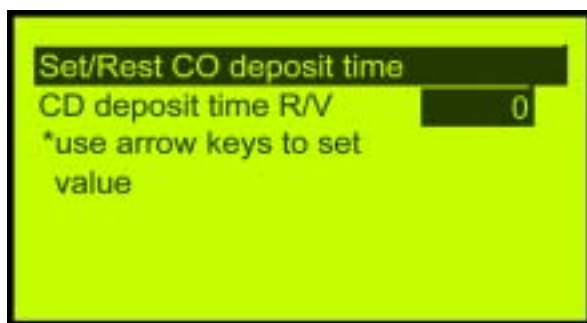 Set/Rest CO deposit time
CD deposit time R/V 0
*use arrow keys to set
value